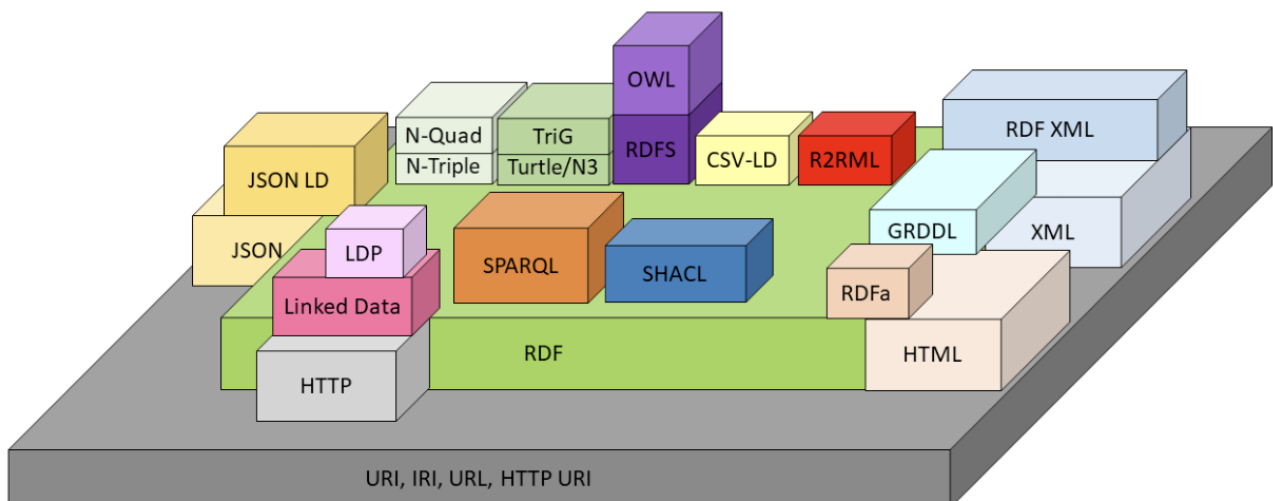 OWL
N-Quad
TriG
RDF XML
RDFS
CSV-LD
R2RML
N-Triple
Turtle/N3
JSON LD
GRDDL
XML
JSON
LDP
SPARQL
SHACL
RDFa
Linked Data
RDF
HTML
HTTP
URI, IRI, URL, HTTP URI